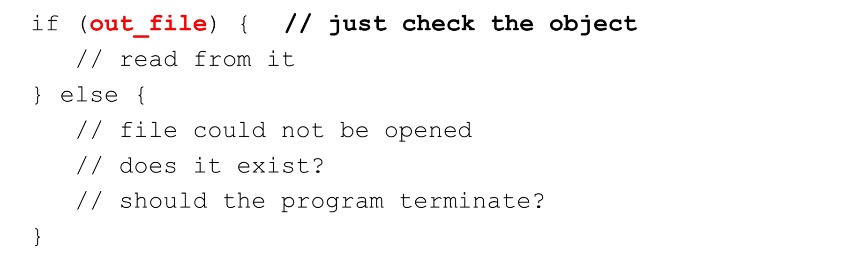 if (out_file) {  // just check the object
   // read from it
} else {
   // file could not be opened
   // does it exist?
   // should the program terminate?
}